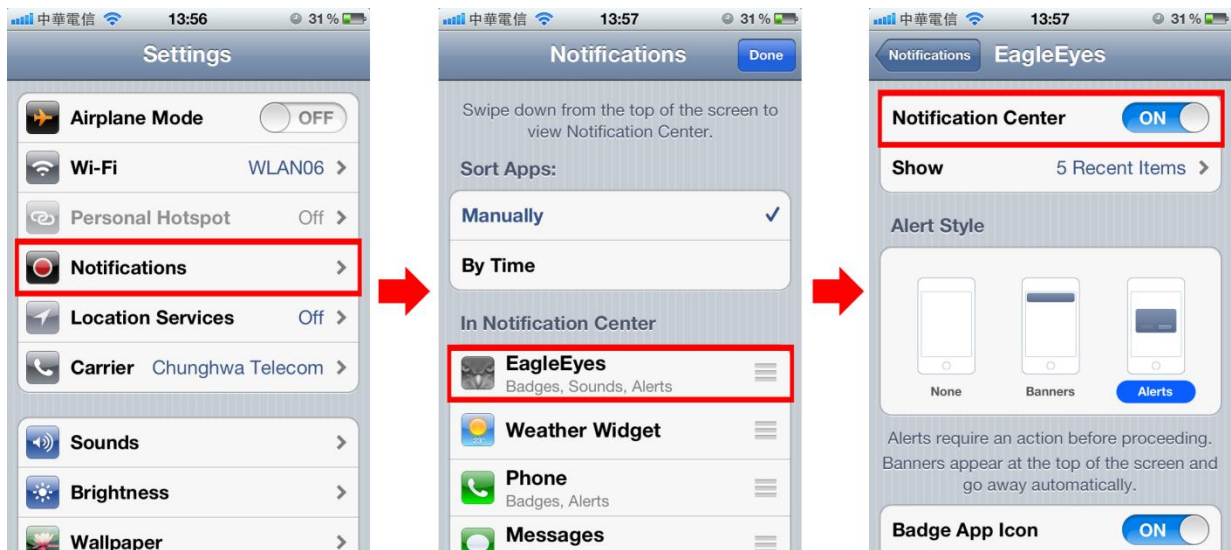 中華電信 13:56 31%
Settings
Airplane Mode OFF
Wi-Fi WLAN06
Personal Hotspot Off
Notifications
Location Services Off
Carrier Chunghwa Telecom
Sounds
Brightness
Wallpaper
中華電信 13:57 31%
Notifications Done
Swipe down from the top of the screen to
view Notification Center.
Sort Apps:
Manually
By Time
In Notification Center
EagleEyes
Badges, Sounds, Alerts
23°
Weather Widget
Phone
Badges, Alerts
Messages
中華電信 13:57 31%
Notifications EagleEyes
Notification Center ON
Show 5 Recent Items
Alert Style
None Banners Alerts
Alerts require an action before proceeding.
Banners appear at the top of the screen and
go away automatically.
Badge App Icon ON